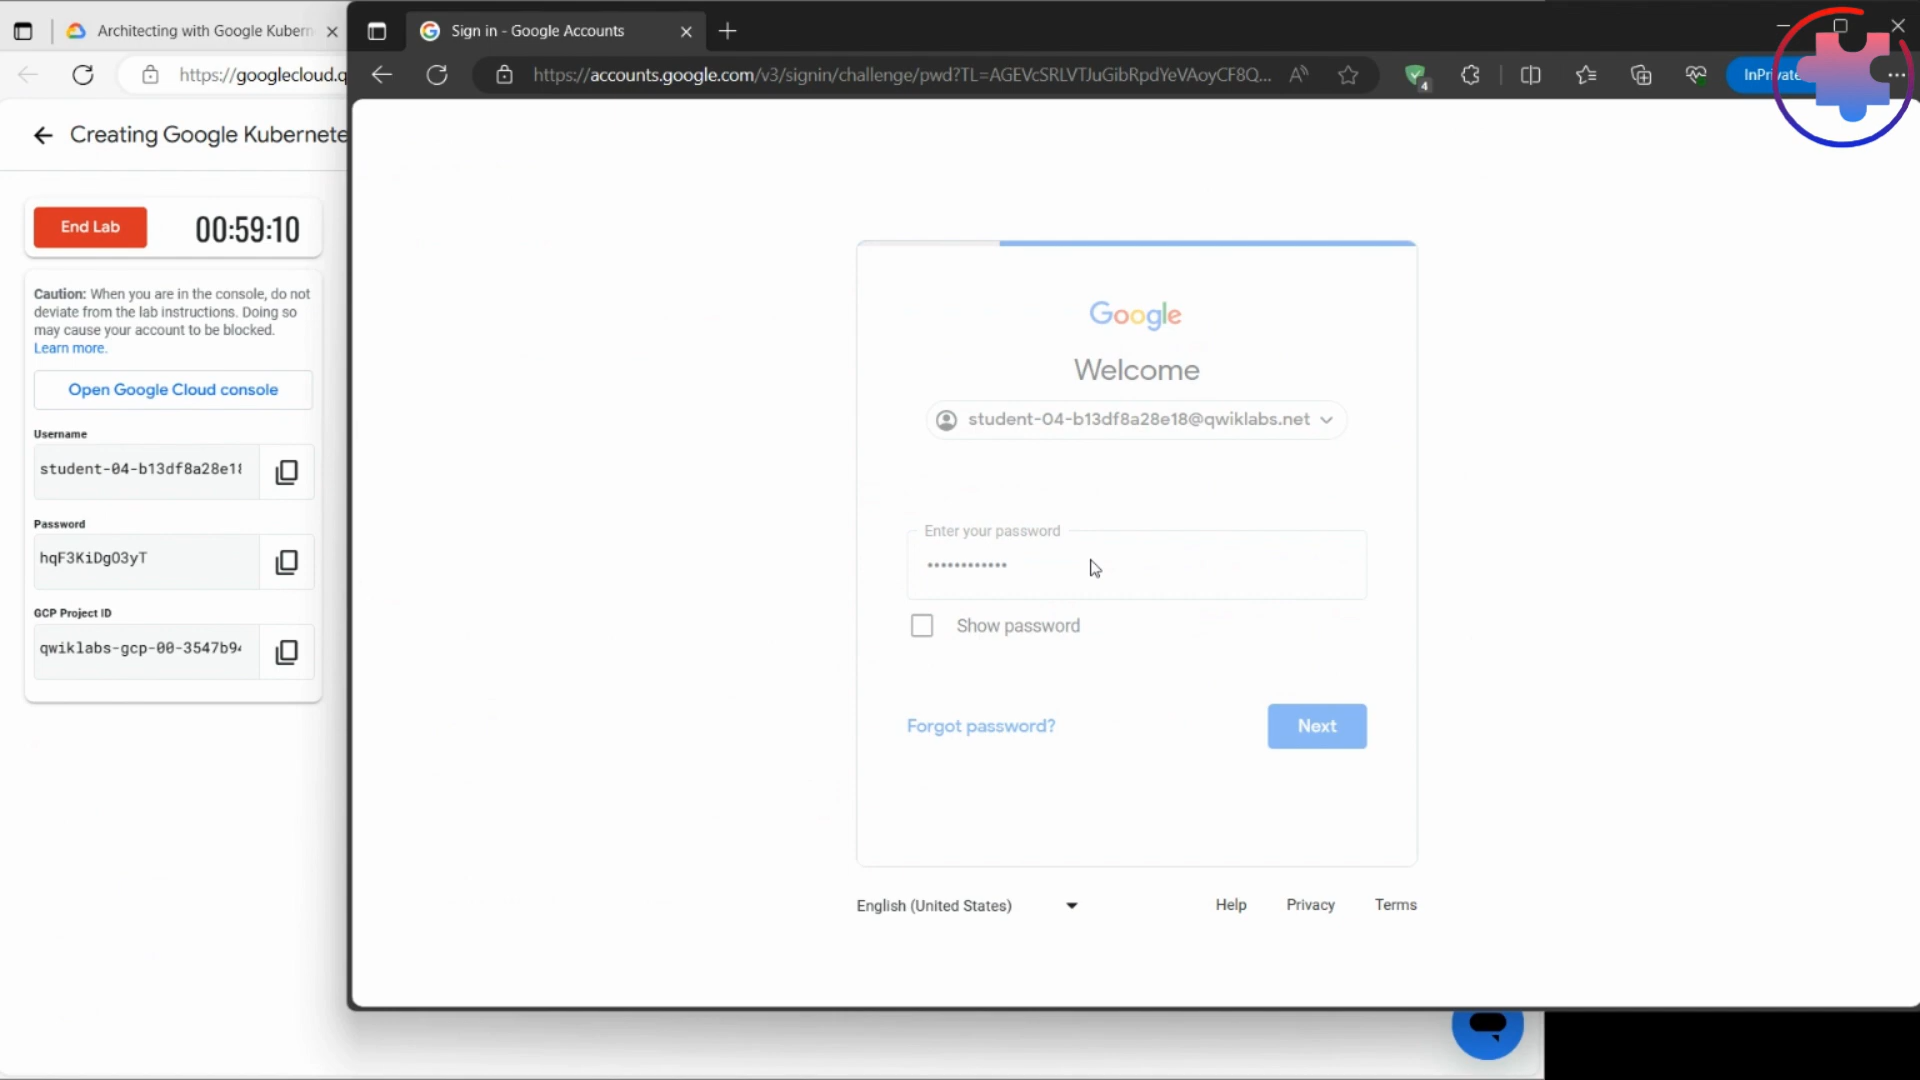 Architecting with Google Kubern
https://googlecloud.q
Creating Google Kubernete
End Lab
00:59:10
Caution: When you are in the console, do not
deviate from the lab instructions. Doing so
may cause your account to be blocked.
Learn more.
Open Google Cloud console
Username
student-04-b13df8a28e18
Password
hqF3KiDgO3yT
GCP Project ID
qwiklabs-gcp-00-3547b94
Sign in - Google Accounts
https://accounts.google.com/v3/signin/challenge/pwd?TL=AGEVcSRLVTJuGibRpdYeVAoyCF8Q...
4
InPrivate
Google
Welcome
student-04-b13df8a28e18@qwiklabs.net
Enter your password
••••••••••••
Show password
Forgot password?
Next
English (United States)
Help
Privacy
Terms